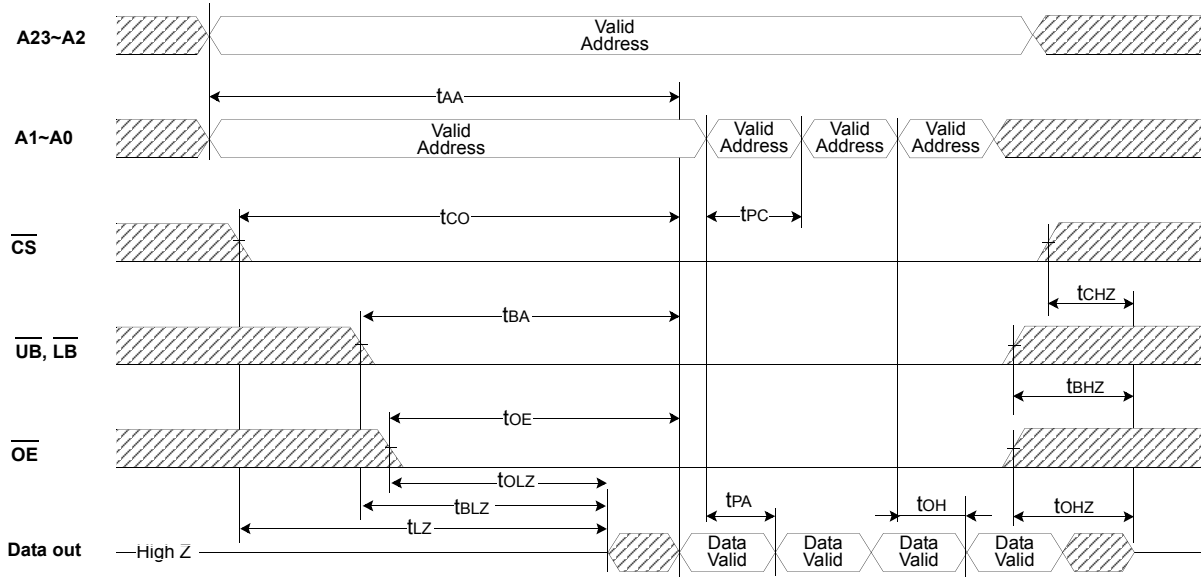 A23~A2
Valid
Address
tAA
A1~A0
Valid
Address
Valid
Address
Valid
Address
Valid
Address
tCO
tPC
CS
tCHZ
tBA
UB, LB
tBHZ
tOE
OE
tOLZ
tBLZ
tPA
tOH
tOHZ
tLZ
Data out
High Z
Data
Valid
Data
Valid
Data
Valid
Data
Valid